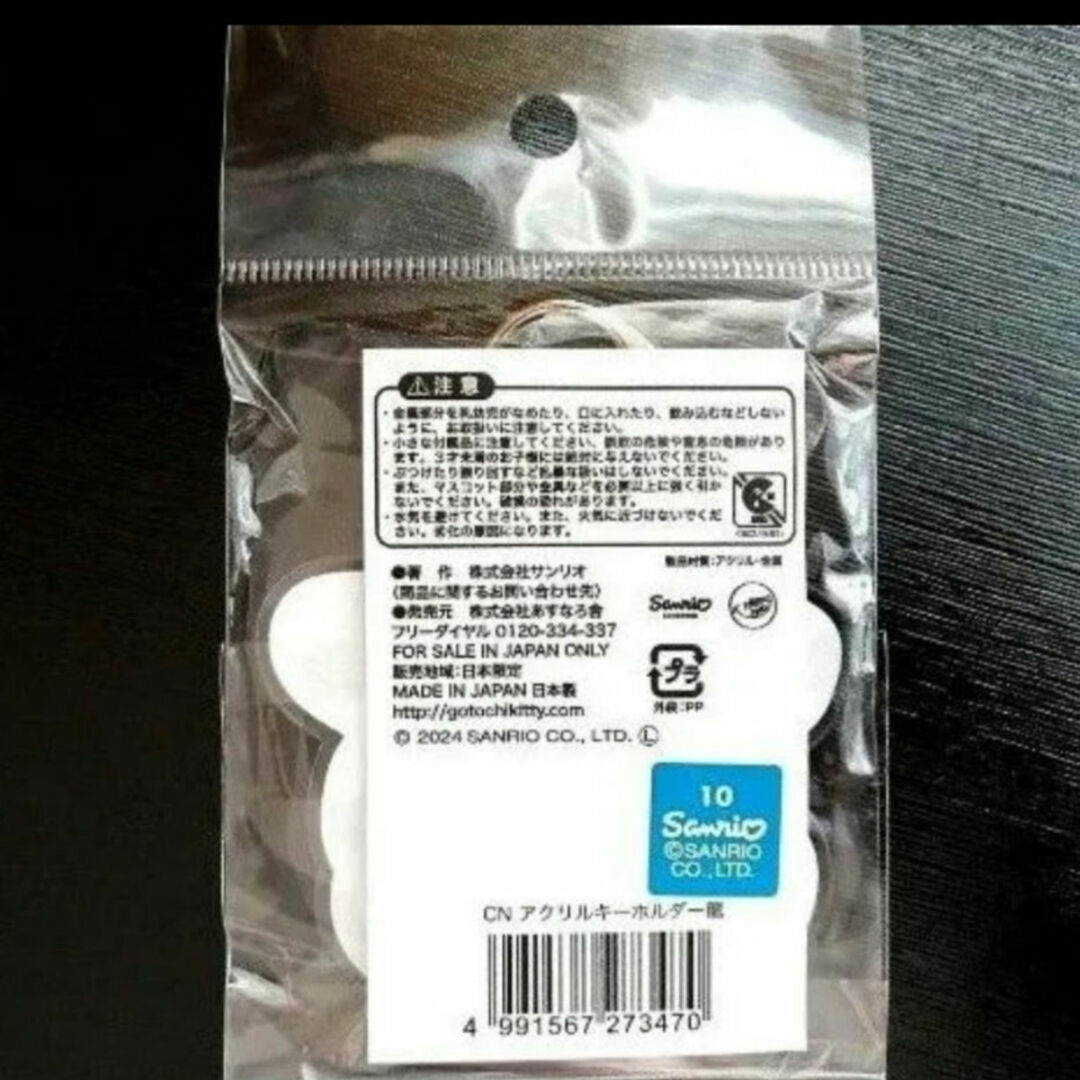 ⚠注意
・金属部分を乳幼児がなめたり、口に入れたり、飲み込むなどしない
ように、お取扱いに注意してください。
・小さな付属品に注意してください、誤飲の危険や窒息の危険があり
ます。3才未満のお子様には絶対に与えないでください。
・ぶつけたり振り回すなど乱暴な扱いはしないでください。
また、マスコット部分や金具などを必要以上に強く引か
ないでください。破損の恐れがあります。
・水気を避けてください。また、火気に近づけないでくだ
さい。劣化の原因になります。
製品材質:アクリル・金属
●著 作 株式会社サンリオ
(商品に関するお問い合わせ先)
●発売元 株式会社あすなろ舎
フリーダイヤル 0120-334-337
FOR SALE IN JAPAN ONLY
販売地域:日本限定
MADE IN JAPAN 日本製
http://gotochikitty.com
© 2024 SANRIO CO., LTD. Ⓛ
Sanrio
プラ
外袋:PP
10
Sanrio
©SANRIO
CO.,LTD.
CN アクリルキーホルダー龍
4 991567 273470